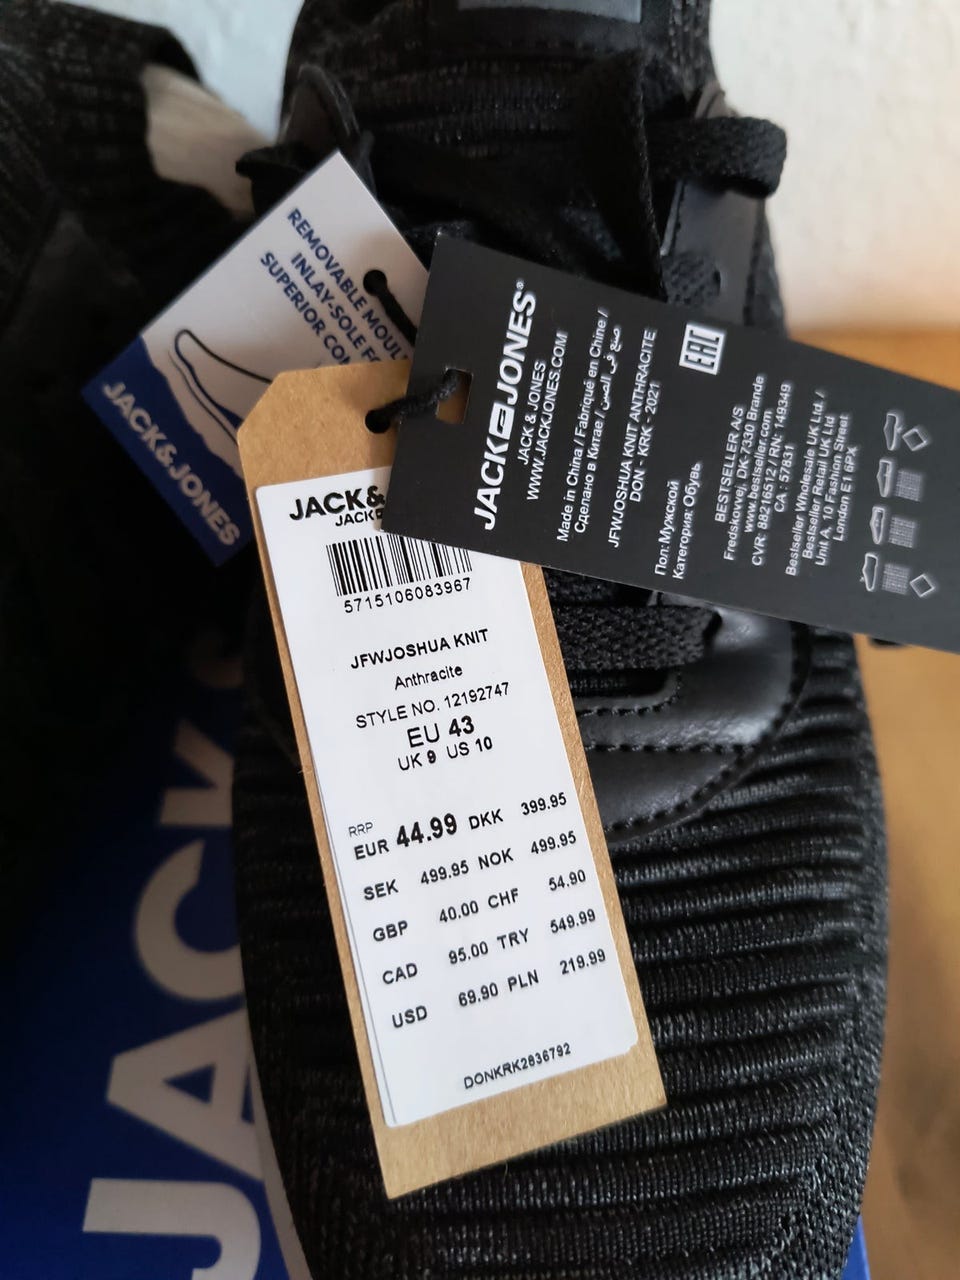 REMOVABLE MOUL
INLAY-SOLE F
SUPERIOR CO
JACK&JONES
JACK&JONES®
JACK & JONES
WWW.JACKJONES.COM
Made in China / Fabriqué en Chine /
Сделано в Китае / صنع في الصين
JFWJOSHUA KNIT ANTHRACITE
DON - KRK - 2021
EAC
Пол: Мужской
Категория: Обувь
BESTSELLER A/S
Fredskovej, DK-7330 Brande
www.bestseller.com
CVR: 88216512 / RN: 149349
CA : 57831
Bestseller Wholesale UK Ltd /
Bestseller Retail UK Ltd
Unit A, 10 Fashion Street
London E1 6PX
JACK&
JACK
5715106083967
JFWJOSHUA KNIT
Anthracite
STYLE NO. 12192747
EU 43
UK 9 US 10
RRP
EUR 44.99 DKK 399.95
SEK 499.95 NOK 499.95
GBP 40.00 CHF 54.90
CAD 95.00 TRY 549.99
USD 69.90 PLN 219.99
DONKRK2836792
JACK